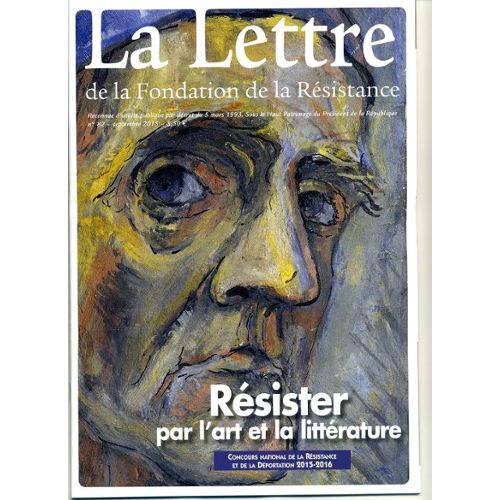 La Lettre
de la Fondation de la Résistance
Reconnue d'utilité publique par décret du 5 mars 1993. Sous le Haut Patronage du Président de la République
n° 82 – septembre 2015 – 5,50 €
Résister
par l'art et la littérature
CONCOURS NATIONAL DE LA RÉSISTANCE
ET DE LA DÉPORTATION 2015-2016